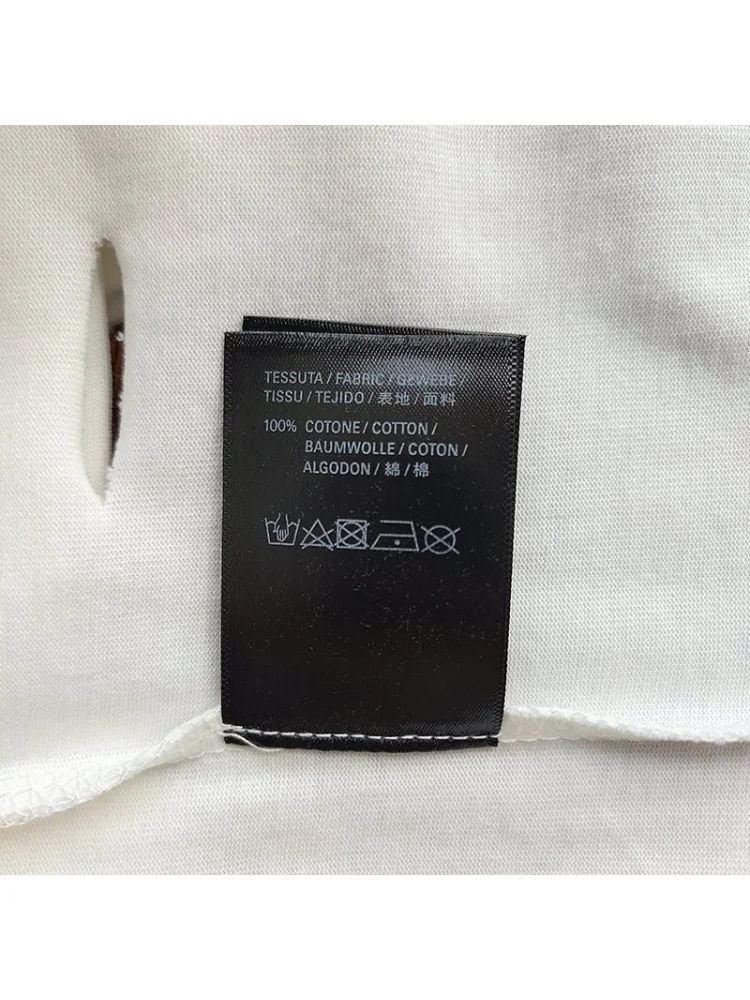 TESSUTA / FABRIC / GEWEBE /
TISSU / TEJIDO / 表地 / 面料
100% COTONE / COTTON /
BAUMWOLLE / COTON /
ALGODON / 綿 / 棉